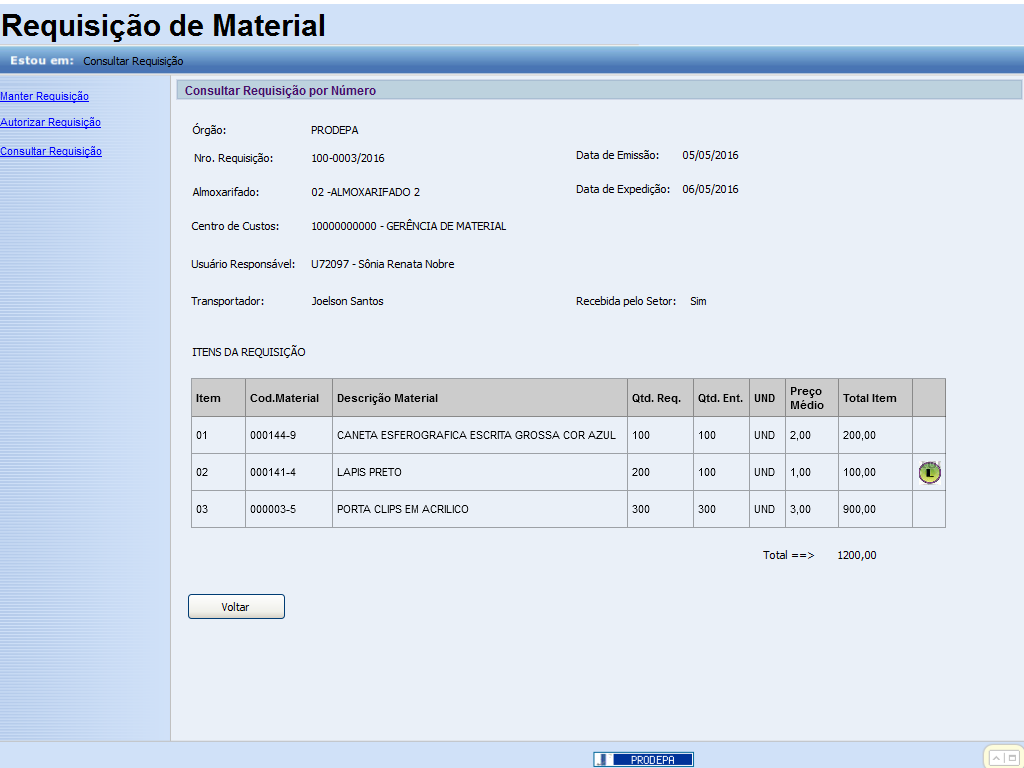 Requisição de Material
Estou em: Consultar Requisição
Manter Requisição
Autorizar Requisição
Consultar Requisição
Consultar Requisição por Número
Órgão: PRODEPA
Nro. Requisição: 100-0003/2016 Data de Emissão: 05/05/2016
Almoxarifado: 02 -ALMOXARIFADO 2 Data de Expedição: 06/05/2016
Centro de Custos: 10000000000 - GERÊNCIA DE MATERIAL
Usuário Responsável: U72097 - Sônia Renata Nobre
Transportador: Joelson Santos Recebida pelo Setor: Sim
ITENS DA REQUISIÇÃO
Item Cod.Material Descrição Material Qtd. Req. Qtd. Ent. UND Preço Médio Total Item
01 000144-9 CANETA ESFEROGRAFICA ESCRITA GROSSA COR AZUL 100 100 UND 2,00 200,00
02 000141-4 LAPIS PRETO 200 100 UND 1,00 100,00 L
03 000003-5 PORTA CLIPS EM ACRILICO 300 300 UND 3,00 900,00
Total ==> 1200,00
Voltar
PRODEPA